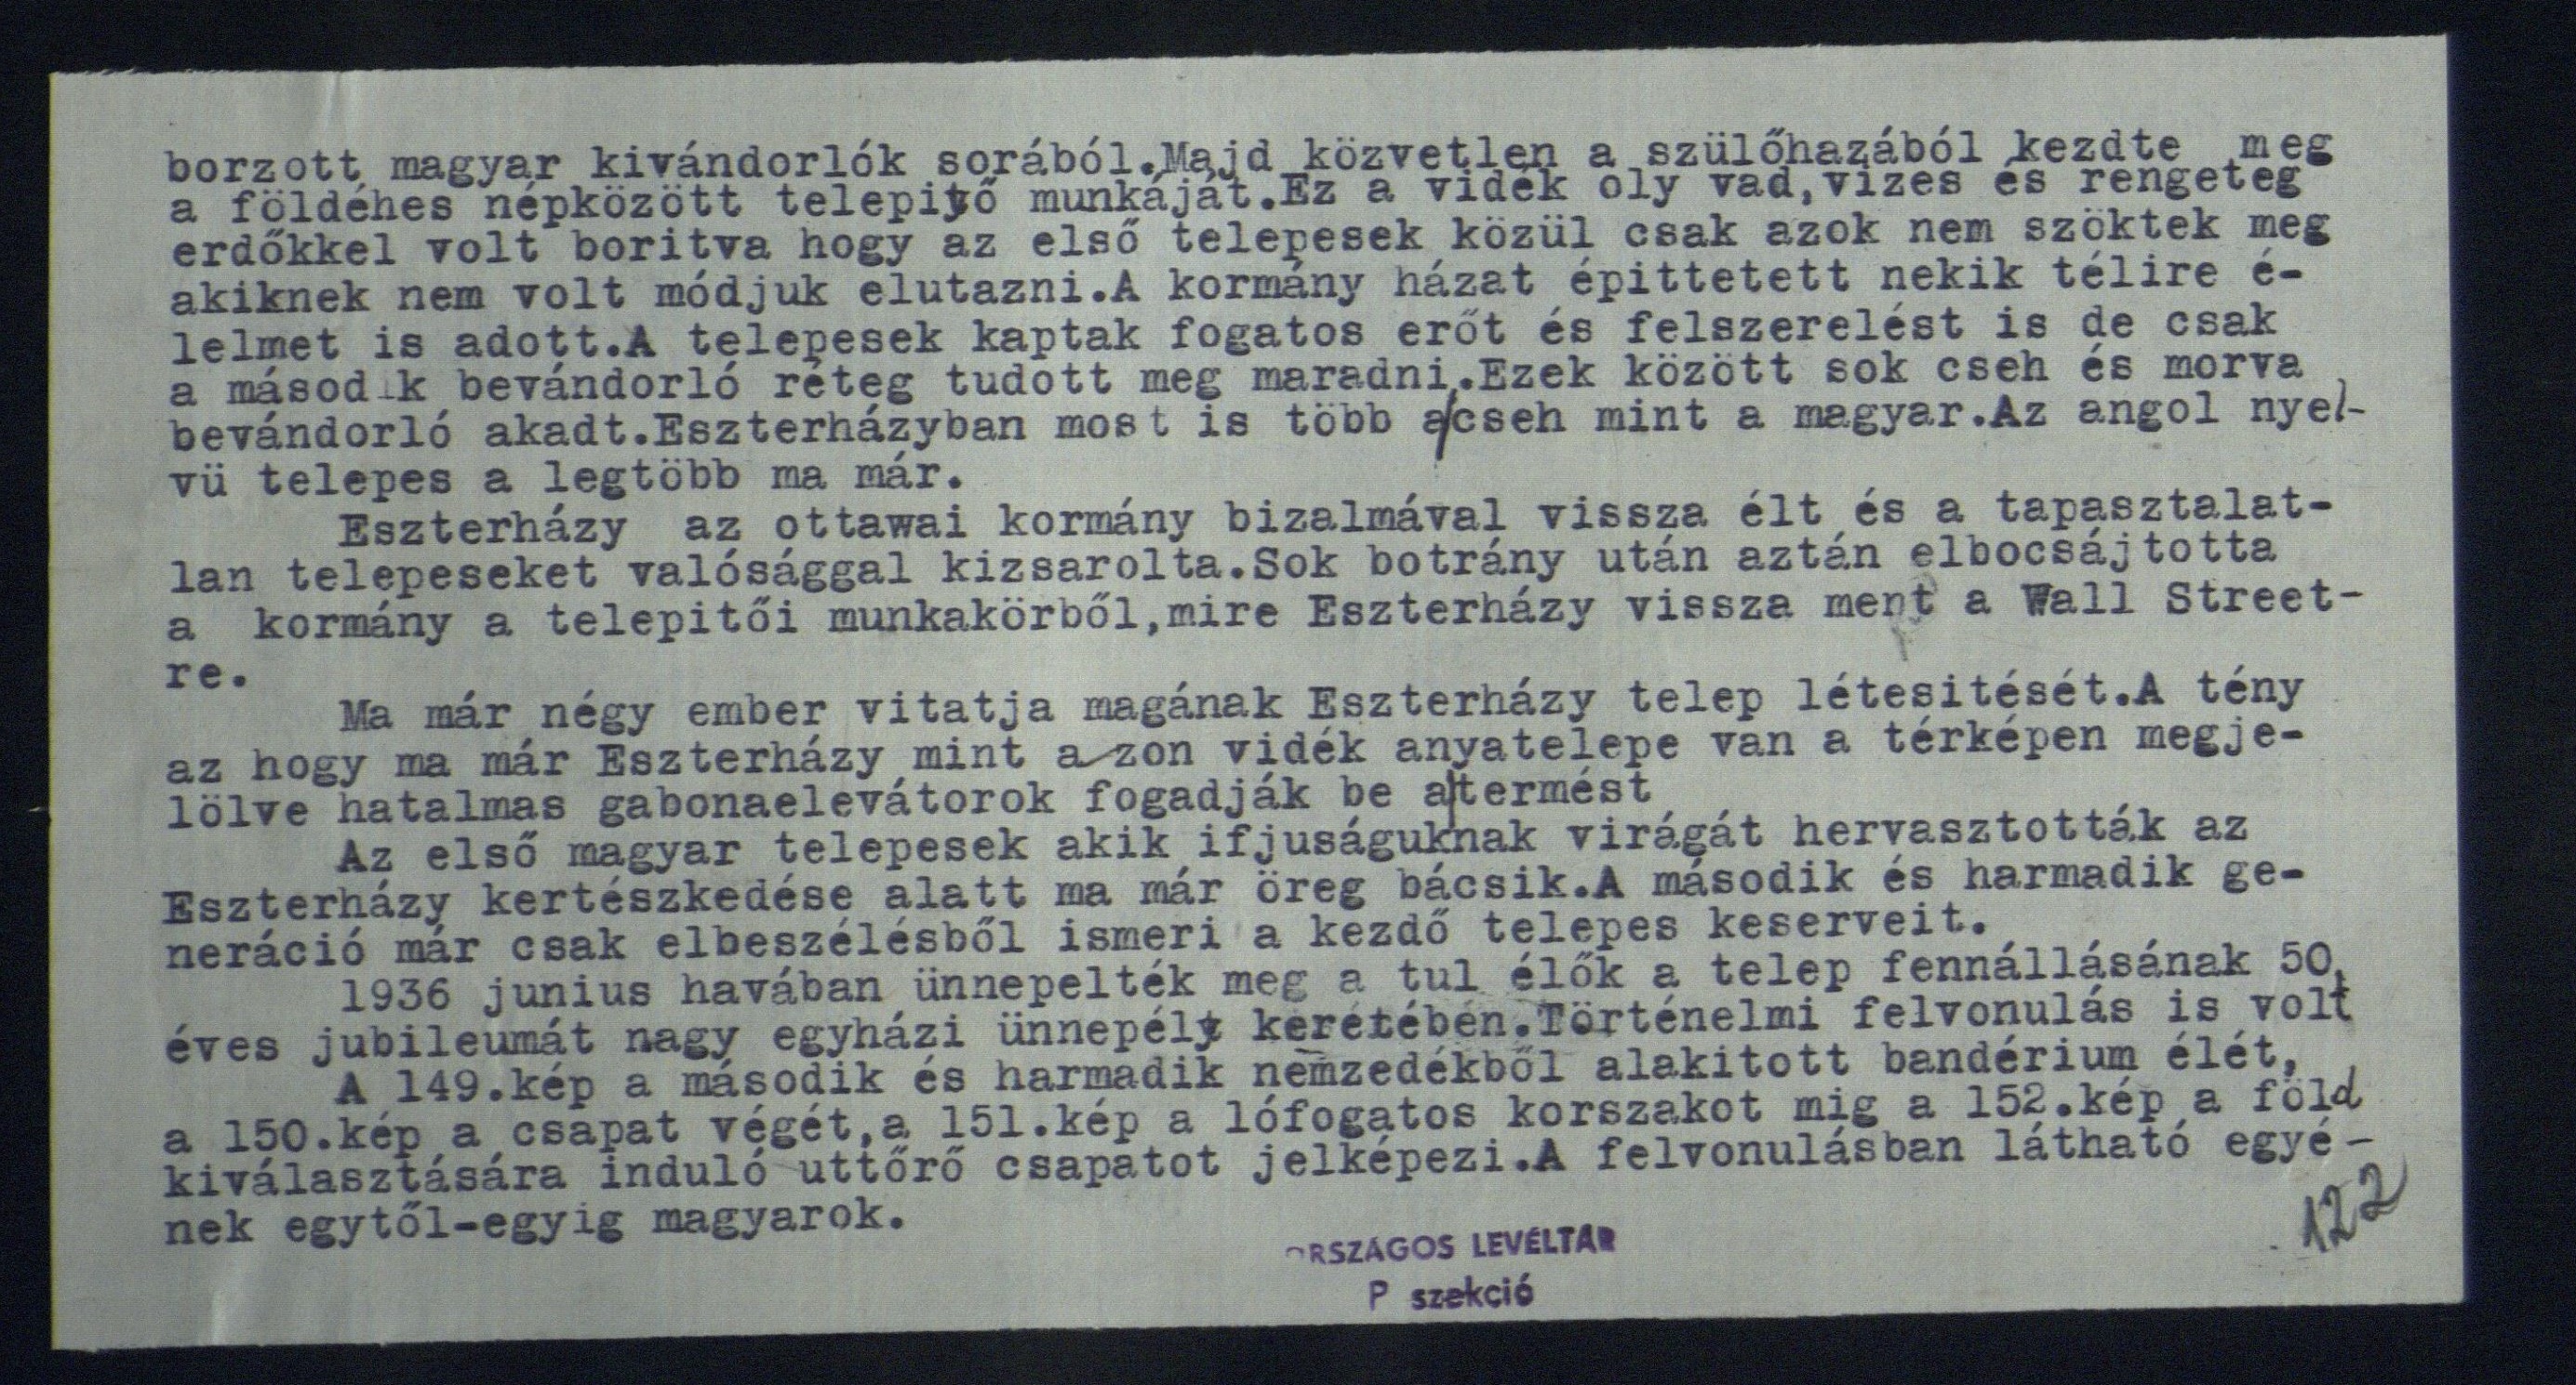 borzott magyar kivándorlók sorából.Majd közvetlen a szülőhazából kezdte meg
a földéhes népközött telepitő munkáját.Ez a vidék oly vad,vizes és rengeteg
erdőkkel volt boritva hogy az első telepesek közül csak azok nem szöktek meg
akiknek nem volt módjuk elutazni.A kormány házat épittetett nekik télire é-
lelmet is adott.A telepesek kaptak fogatos erőt és felszerelést is de csak
a második bevándorló réteg tudott meg maradni.Ezek között sok cseh és morva
bevándorló akadt.Eszterházyban most is több a cseh mint a magyar.Az angol nyel-
vü telepes a legtöbb ma már.
Eszterházy az ottawai kormány bizalmával vissza élt és a tapasztalat-
lan telepeseket valósággal kizsarolta.Sok botrány után aztán elbocsájtotta
a kormány a telepitői munkakörből,mire Eszterházy vissza ment a Wall Street-
re.
Ma már négy ember vitatja magának Eszterházy telep létesitését.A tény
az hogy ma már Eszterházy mint azon vidék anyatelepe van a térképen megje-
lölve hatalmas gabonaelevátorok fogadják be a termést
Az első magyar telepesek akik ifjuságuknak virágát hervasztották az
Eszterházy kertészkedése alatt ma már öreg bácsik.A második és harmadik ge-
neráció már csak elbeszélésből ismeri a kezdő telepes keserveit.
1936 junius havában ünnepelték meg a tul élők a telep fennállásának 50,
éves jubileumát nagy egyházi ünnepély keretében.Történelmi felvonulás is volt
A 149.kép a második és harmadik nemzedékből alakitott bandérium élét,
a 150.kép a csapat végét,a 151.kép a lófogatos korszakot mig a 152.kép a föld
kiválasztására induló uttőrő csapatot jelképezi.A felvonulásban látható egyé-
nek egytől-egyig magyarok.
122
ORSZÁGOS LEVÉLTÁR
P szekció